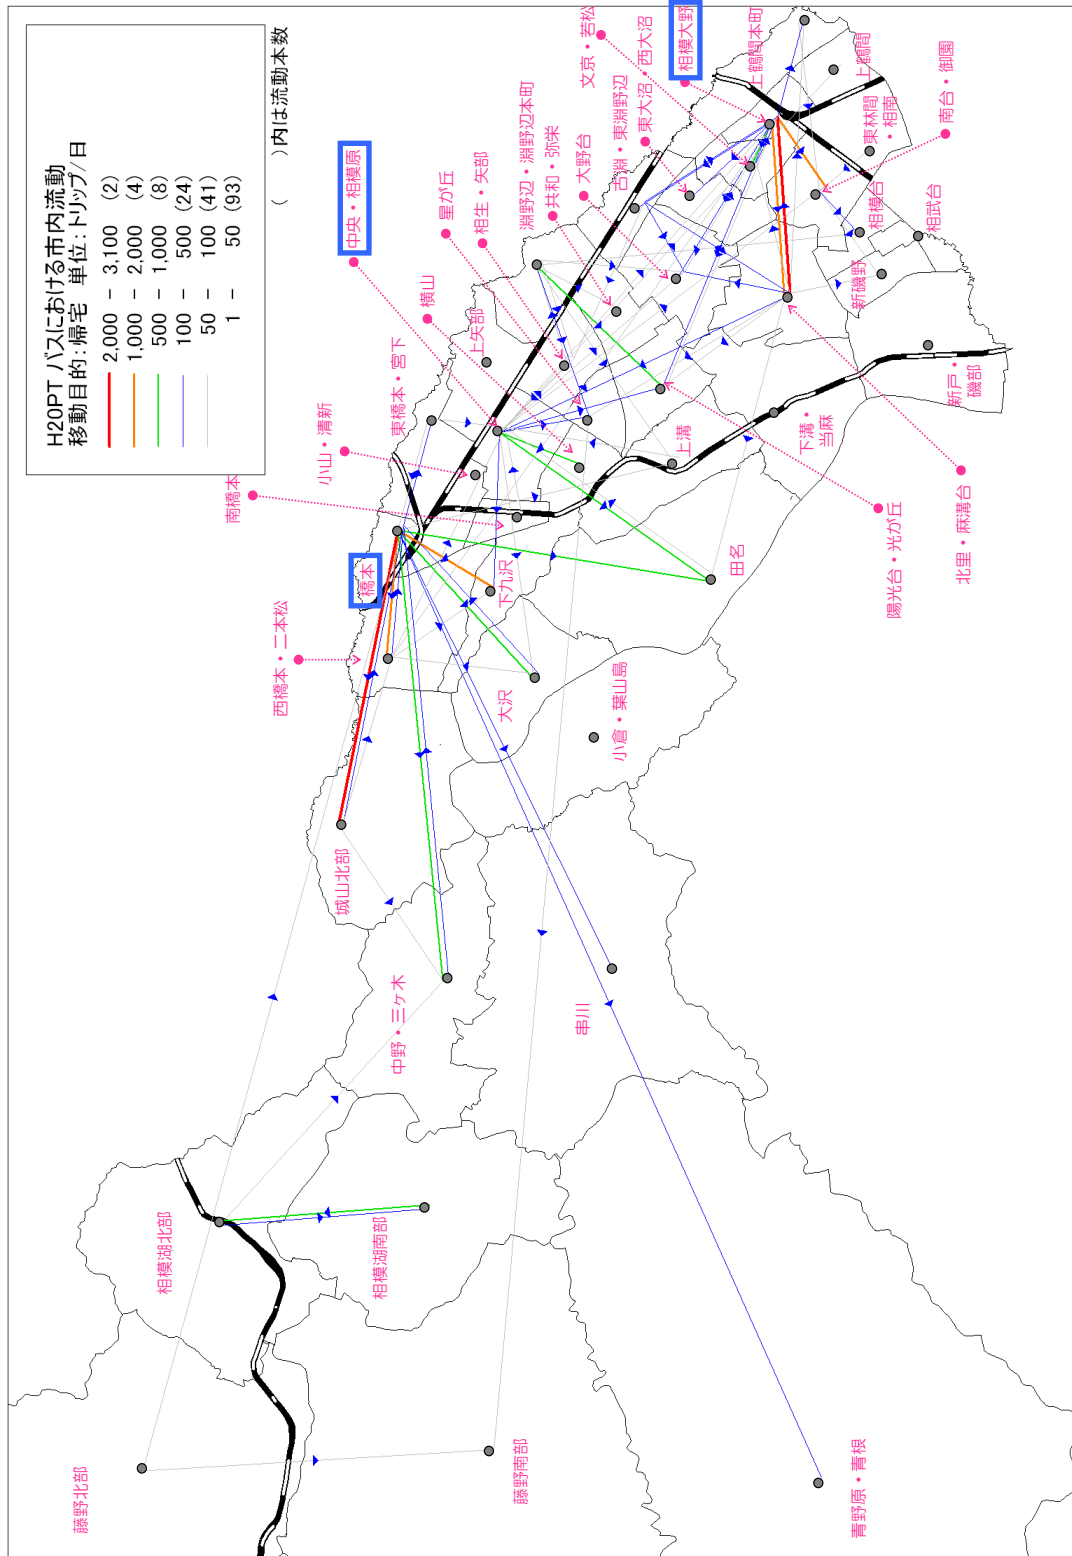 H20PT バスにおける市内流動
移動目的:帰宅 単位:トリップ/日
2,000 - 3,100 (2)
1,000 - 2,000 (4)
500 - 1,000 (8)
100 - 500 (24)
50 - 100 (41)
1 - 50 (93)
( )内は流動本数
藤野北部
相模湖北部
藤野南部
相模湖南部
青野原・青根
串川
中野・三ケ木
城山北部
西橋本・二本松
橋本
南橋本
小山・清新
東橋本・宮下
上矢部
横山
中央・相模原
星が丘
相生・矢部
淵野辺・淵野辺本町
共和・弥栄
大野台
古淵・東淵野辺
東大沼・西大沼
文京・若松
相模大野
上鶴間本町
上鶴間
東林間
・相南
南台・御園
相模台
相武台
新磯野
新戸・
磯部
下溝・
当麻
上溝
北里・麻溝台
陽光台・光が丘
田名
下九沢
大沢
小倉・葉山島